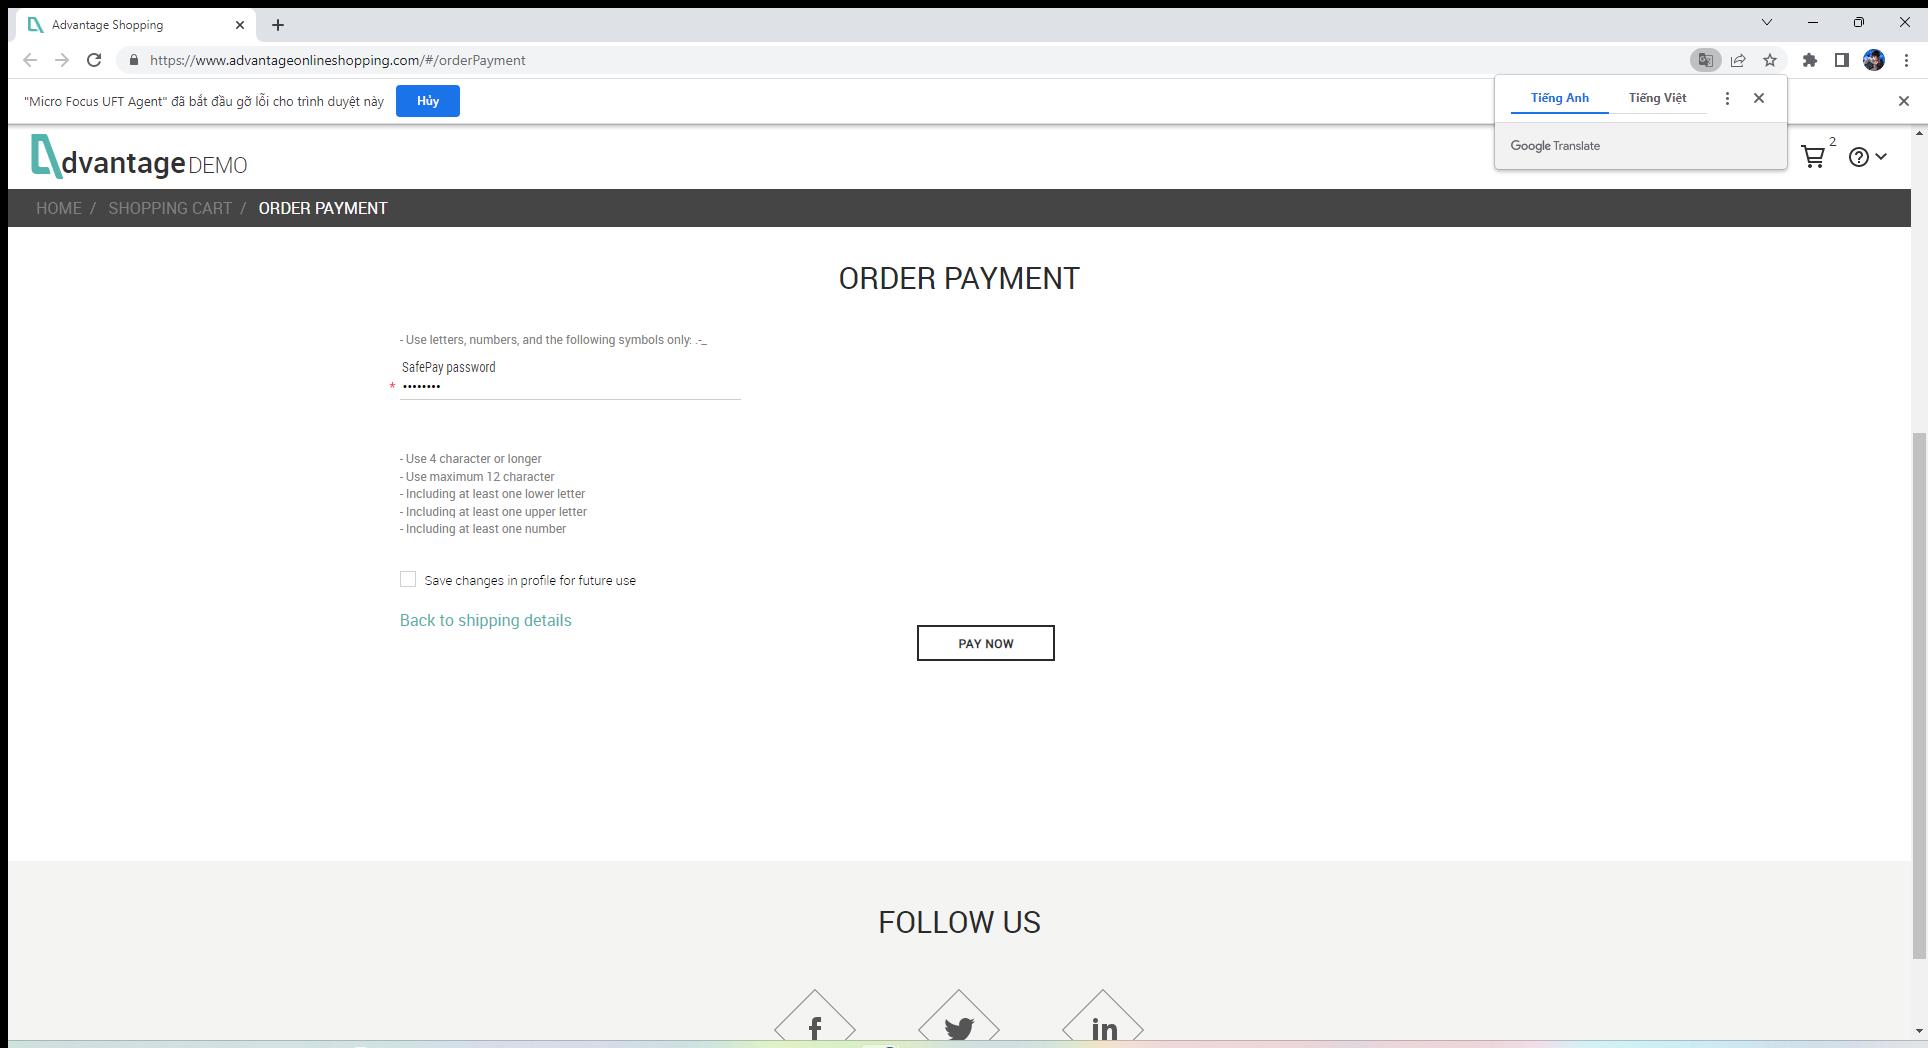 Advantage Shopping
https://www.advantageonlineshopping.com/#/orderPayment
"Micro Focus UFT Agent" đã bắt đầu gỡ lỗi cho trình duyệt này
Hủy
Tiếng Anh
Tiếng Việt
Google Translate
dvantage DEMO
2
HOME / SHOPPING CART / ORDER PAYMENT
ORDER PAYMENT
- Use letters, numbers, and the following symbols only: .-_
SafePay password
* ••••••••
- Use 4 character or longer
- Use maximum 12 character
- Including at least one lower letter
- Including at least one upper letter
- Including at least one number
Save changes in profile for future use
Back to shipping details
PAY NOW
FOLLOW US
f
in